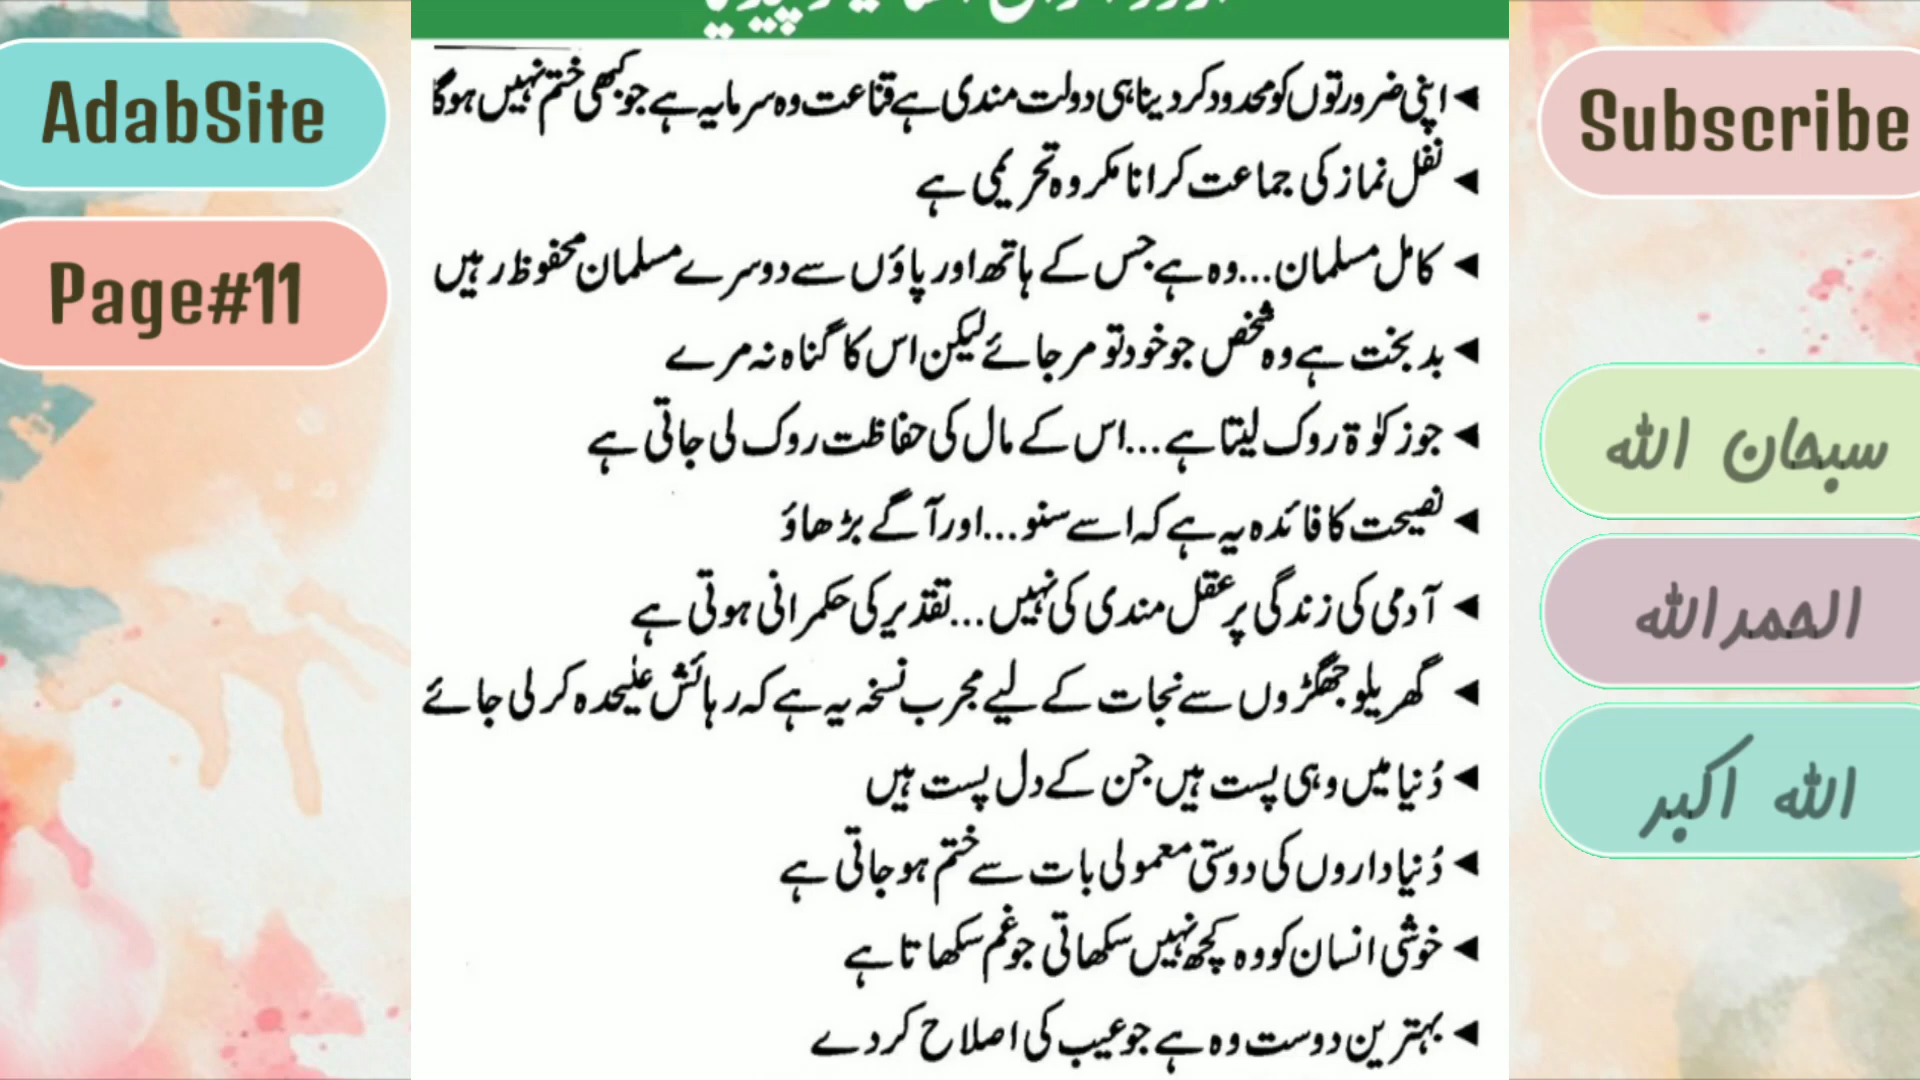 AdabSite
Page#11
Subscribe
سبحان الله
الحمدالله
الله اكبر
◄ اپنی ضرورتوں کو محدود کر دینا ہی دولت مندی ہے قناعت وہ سرمایہ ہے جو کبھی ختم نہیں ہوگا
◄ نفل نماز کی جماعت کرانا مکروہ تحریمی ہے
◄ کامل مسلمان...وہ ہے جس کے ہاتھ اور پاؤں سے دوسرے مسلمان محفوظ رہیں
◄ بدبخت ہے وہ شخص جو خود تو مر جائے لیکن اس کا گناہ نہ مرے
◄ جو زکوٰۃ روک لیتا ہے...اس کے مال کی حفاظت روک لی جاتی ہے
◄ نصیحت کا فائدہ یہ ہے کہ اسے سنو...اور آگے بڑھاؤ
◄ آدمی کی زندگی پر عقل مندی کی نہیں...تقدیر کی حکمرانی ہوتی ہے
◄ گھریلو جھگڑوں سے نجات کے لیے مجرب نسخہ یہ ہے کہ رہائش علیٰحدہ کر لی جائے
◄ دُنیا میں وہی پست ہیں جن کے دل پست ہیں
◄ دُنیا داروں کی دوستی معمولی بات سے ختم ہو جاتی ہے
◄ خوشی انسان کو وہ کچھ نہیں سکھاتی جو غم سکھاتا ہے
◄ بہترین دوست وہ ہے جو عیب کی اصلاح کر دے